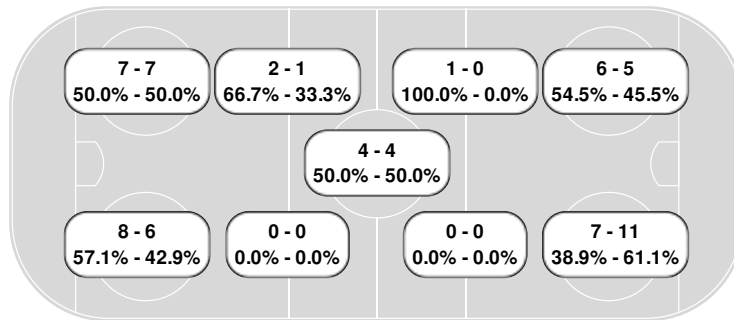 7 - 7
50.0% - 50.0%
2 - 1
66.7% - 33.3%
1 - 0
100.0% - 0.0%
6 - 5
54.5% - 45.5%
4 - 4
50.0% - 50.0%
8 - 6
57.1% - 42.9%
0 - 0
0.0% - 0.0%
0 - 0
0.0% - 0.0%
7 - 11
38.9% - 61.1%